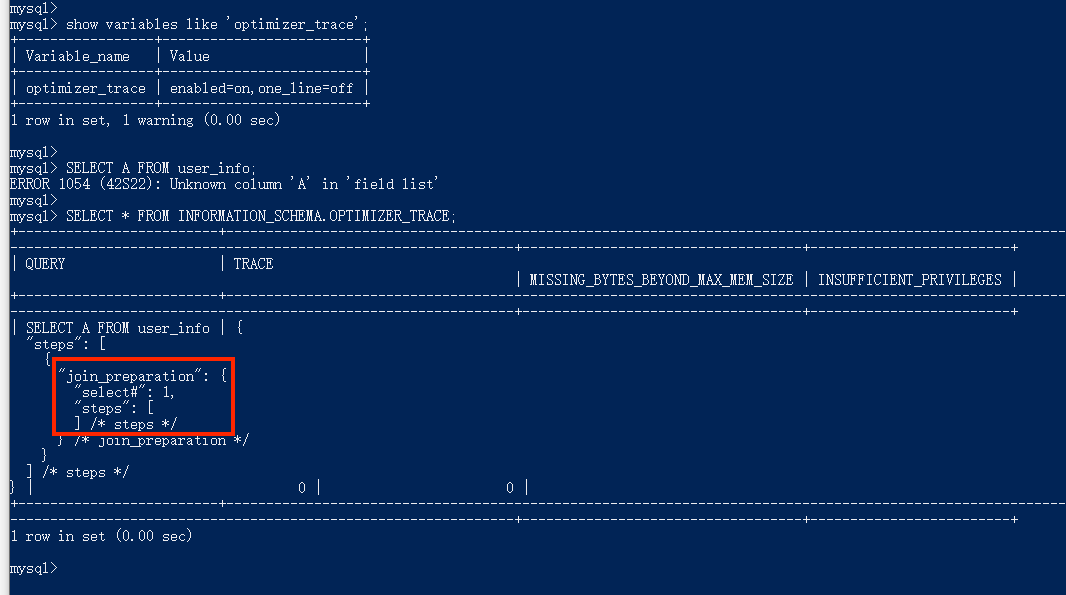 mysql>
mysql> show variables like 'optimizer_trace';
+-----------------+-------------------------+
| Variable_name   | Value                   |
+-----------------+-------------------------+
| optimizer_trace | enabled=on,one_line=off |
+-----------------+-------------------------+
1 row in set, 1 warning (0.00 sec)
mysql>
mysql> SELECT A FROM user_info;
ERROR 1054 (42S22): Unknown column 'A' in 'field list'
mysql>
mysql> SELECT * FROM INFORMATION_SCHEMA.OPTIMIZER_TRACE;
| QUERY                   | TRACE
| MISSING_BYTES_BEYOND_MAX_MEM_SIZE | INSUFFICIENT_PRIVILEGES |
| SELECT A FROM user_info | {
  "steps": [
    {
      "join_preparation": {
        "select#": 1,
        "steps": [
        ] /* steps */
      } /* join_preparation */
    }
  ] /* steps */
} |                                 0 |                       0 |
1 row in set (0.00 sec)
mysql>